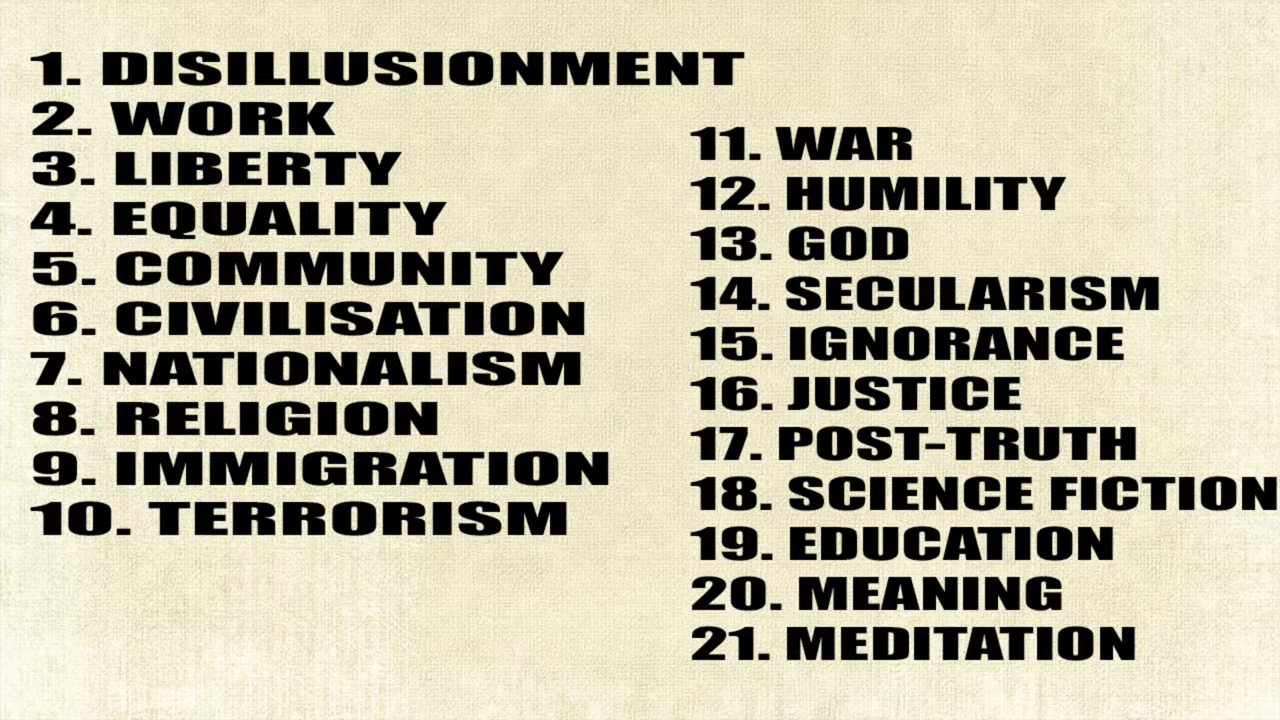 1. DISILLUSIONMENT
2. WORK
3. LIBERTY
4. EQUALITY
5. COMMUNITY
6. CIVILISATION
7. NATIONALISM
8. RELIGION
9. IMMIGRATION
10. TERRORISM
11. WAR
12. HUMILITY
13. GOD
14. SECULARISM
15. IGNORANCE
16. JUSTICE
17. POST-TRUTH
18. SCIENCE FICTION
19. EDUCATION
20. MEANING
21. MEDITATION